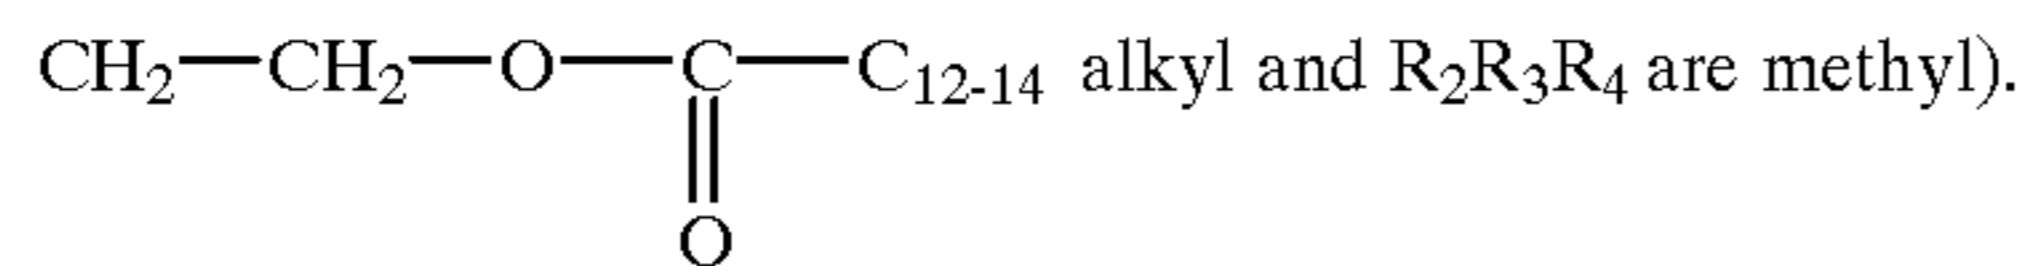 CH₂—CH₂—O—C—C₁₂₋₁₄ alkyl and R₂R₃R₄ are methyl).
O